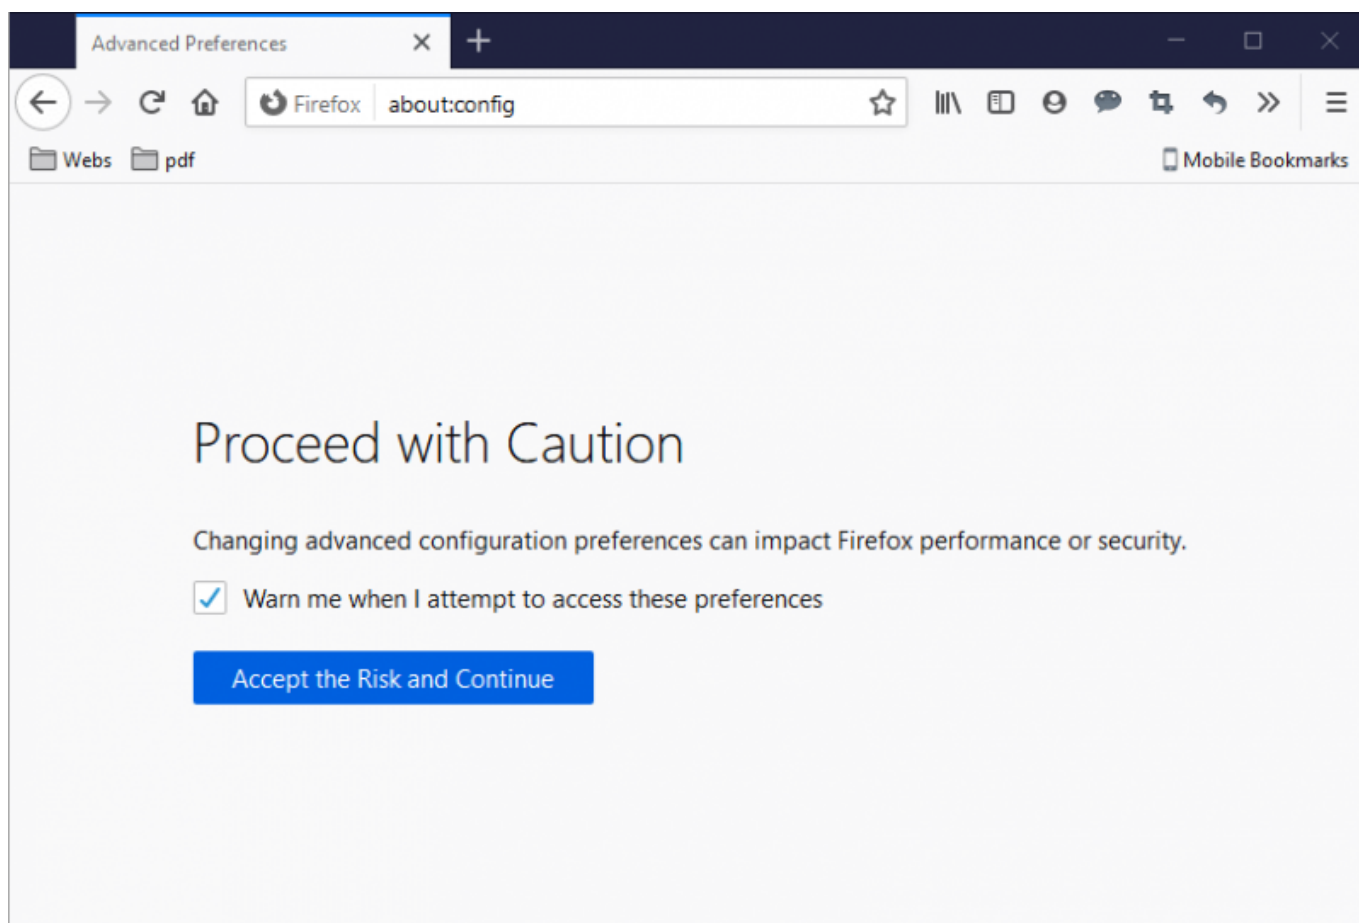 Advanced Preferences
Firefox about:config
Webs pdf Mobile Bookmarks
Proceed with Caution
Changing advanced configuration preferences can impact Firefox performance or security.
Warn me when I attempt to access these preferences
Accept the Risk and Continue